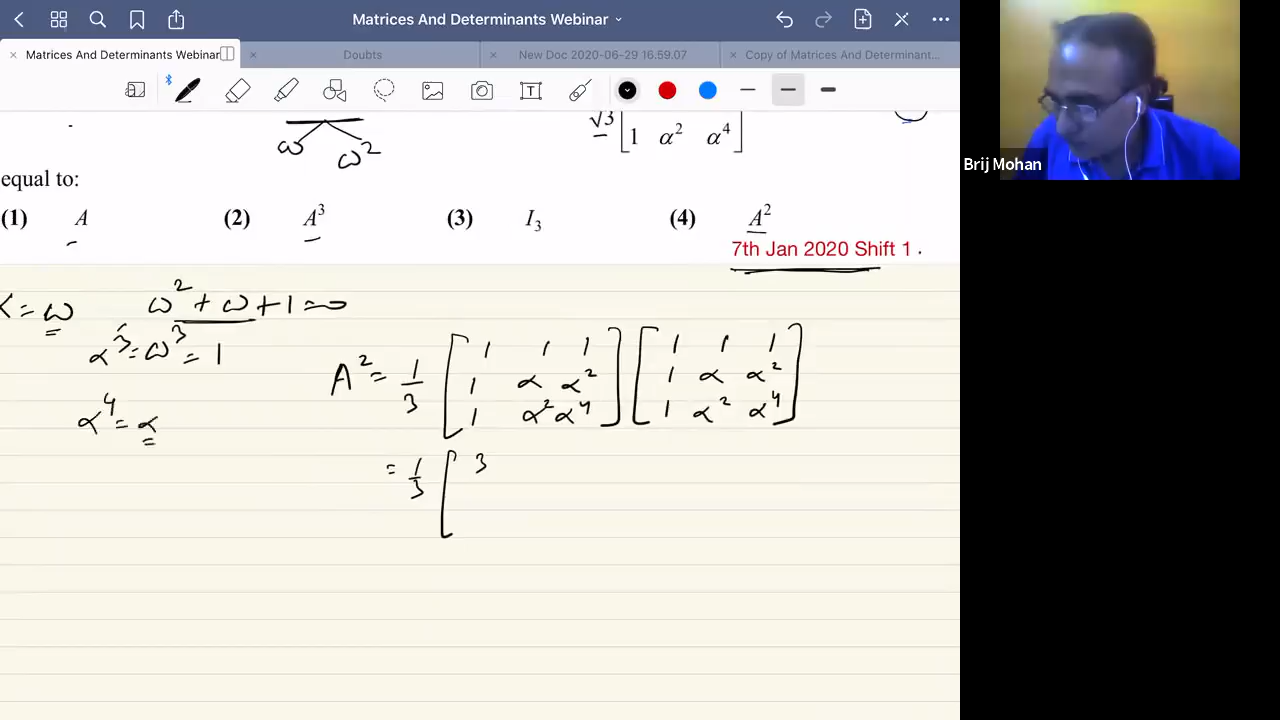 Matrices And Determinants Webinar
Matrices And Determinants Webinar
Doubts
New Doc 2020-06-29 16.59.07
Copy of Matrices And Determinant...
T
ω ω²
√3 [1 α² α⁴]
Brij Mohan
equal to:
(1) A (2) A³ (3) I₃ (4) A²
7th Jan 2020 Shift 1
α = ω ω² + ω + 1 = 0
α³ = ω³ = 1
α⁴ = α
A² = 1/3 [1 1 1 [1 1 1
1 α α² 1 α α²
1 α² α⁴] 1 α² α⁴]
= 1/3 [ 3